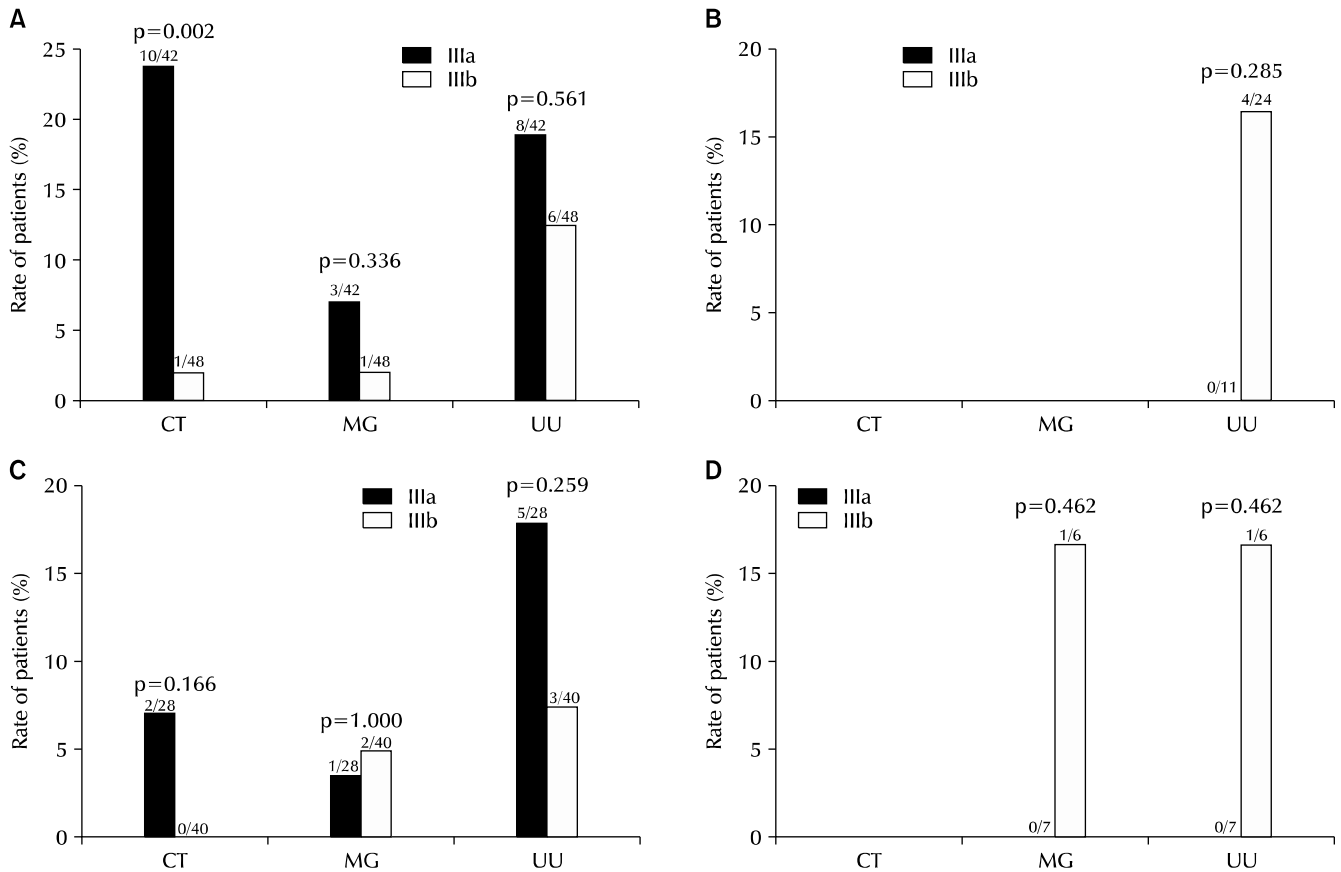 A
p=0.002
25
10/42
IIIa
IIIb
p=0.561
20
8/42
15
6/48
p=0.336
10
3/42
5
1/48
1/48
0
CT
MG
UU
Rate of patients (%)
B
20
IIIa
IIIb
p=0.285
4/24
15
10
5
0/11
0
CT
MG
UU
Rate of patients (%)
C
20
IIIa
IIIb
p=0.259
5/28
15
10
p=0.166
2/28
p=1.000
2/40
3/40
5
1/28
0/40
0
CT
MG
UU
Rate of patients (%)
D
20
IIIa
IIIb
p=0.462
p=0.462
1/6
1/6
15
10
5
0/7
0/7
0
CT
MG
UU
Rate of patients (%)